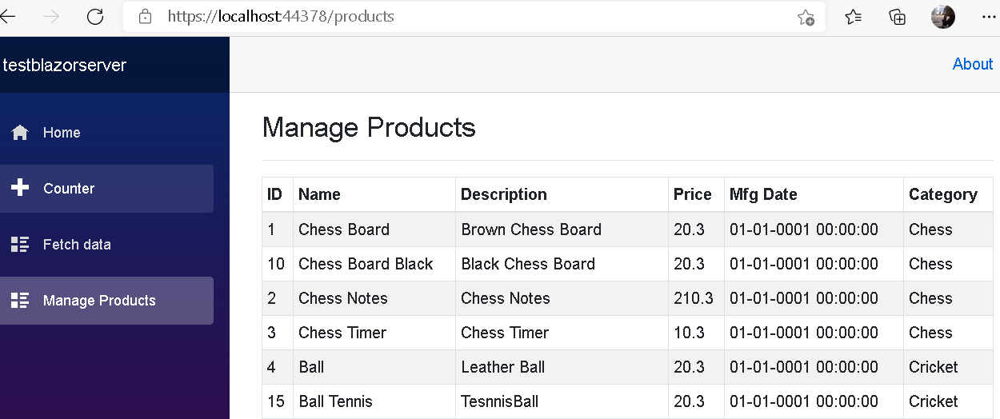 https://localhost:44378/products
testblazorserver
About
Home
Counter
Fetch data
Manage Products
Manage Products
ID Name Description Price Mfg Date Category
1 Chess Board Brown Chess Board 20.3 01-01-0001 00:00:00 Chess
10 Chess Board Black Black Chess Board 20.3 01-01-0001 00:00:00 Chess
2 Chess Notes Chess Notes 210.3 01-01-0001 00:00:00 Chess
3 Chess Timer Chess Timer 10.3 01-01-0001 00:00:00 Chess
4 Ball Leather Ball 20.3 01-01-0001 00:00:00 Cricket
15 Ball Tennis TesnnisBall 20.3 01-01-0001 00:00:00 Cricket